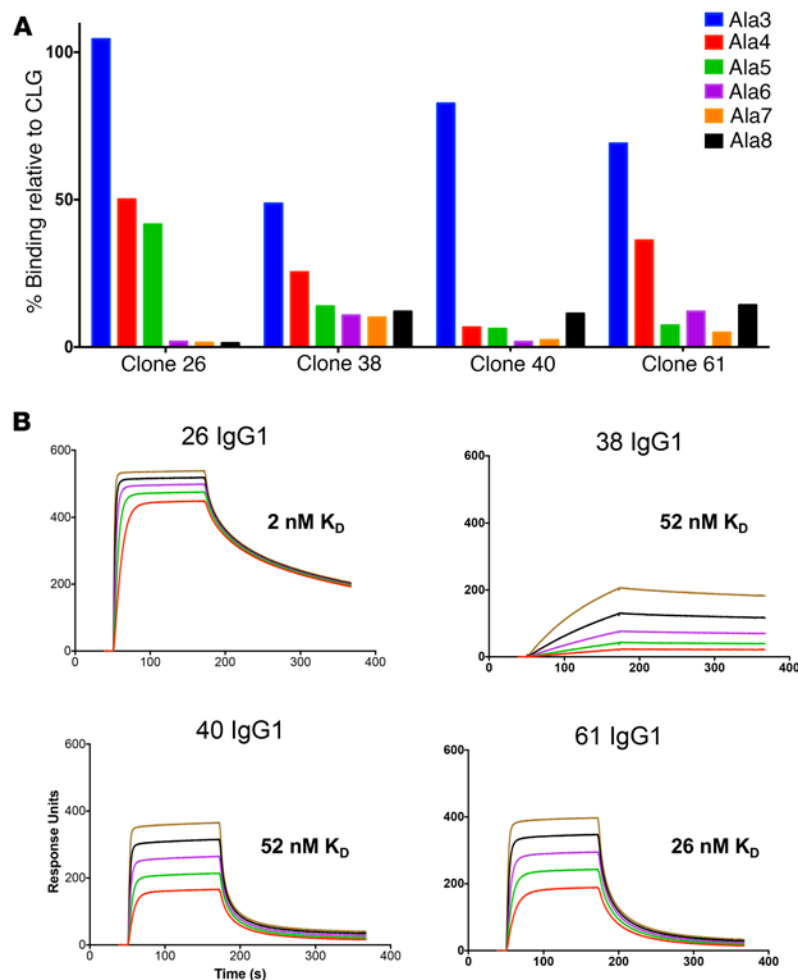 A
% Binding relative to CLG
100
50
0
Clone 26
Clone 38
Clone 40
Clone 61
Ala3
Ala4
Ala5
Ala6
Ala7
Ala8
B
26 IgG1
600
400
200
0
2 nM KD
0
100
200
300
400
38 IgG1
600
400
200
0
52 nM KD
0
100
200
300
400
40 IgG1
Response Units
600
400
200
0
52 nM KD
0
100
200
300
400
Time (s)
61 IgG1
600
400
200
0
26 nM KD
0
100
200
300
400